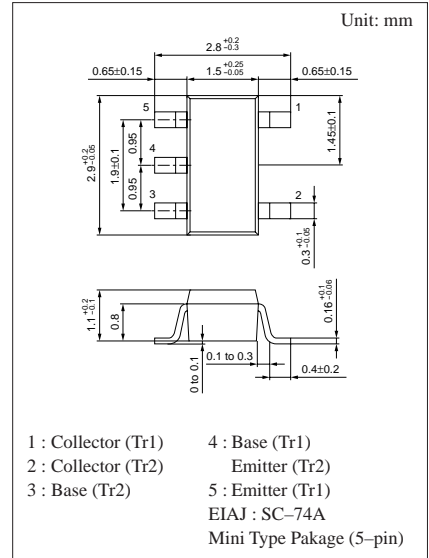 Unit: mm
2.8 +0.2 -0.3
0.65±0.15 1.5 +0.25 -0.05 0.65±0.15
5 1
4
3 2
2.9 +0.2 -0.05
1.9±0.1
0.95
0.95
1.45±0.1
0.3 +0.1 -0.05
1.1 +0.2 -0.1
0.8
0.16 +0.1 -0.06
0.1 to 0.3
0.4±0.2
0 to 0.1
1 : Collector (Tr1)
2 : Collector (Tr2)
3 : Base (Tr2)
4 : Base (Tr1)
Emitter (Tr2)
5 : Emitter (Tr1)
EIAJ : SC–74A
Mini Type Pakage (5–pin)